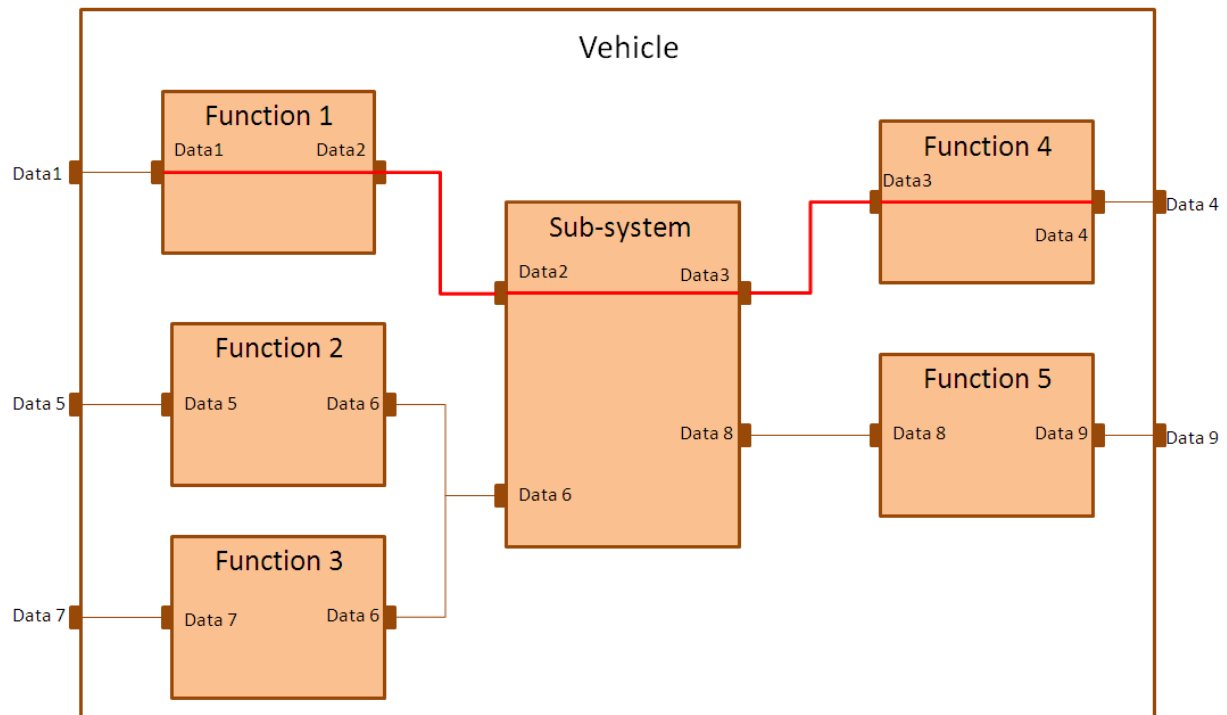 Vehicle
Function 1
Data1
Data1
Data2
Function 4
Data3
Data 4
Data 4
Sub-system
Data2
Data3
Data 8
Data 6
Function 2
Data 5
Data 5
Data 6
Function 5
Data 8
Data 9
Data 9
Function 3
Data 7
Data 7
Data 6